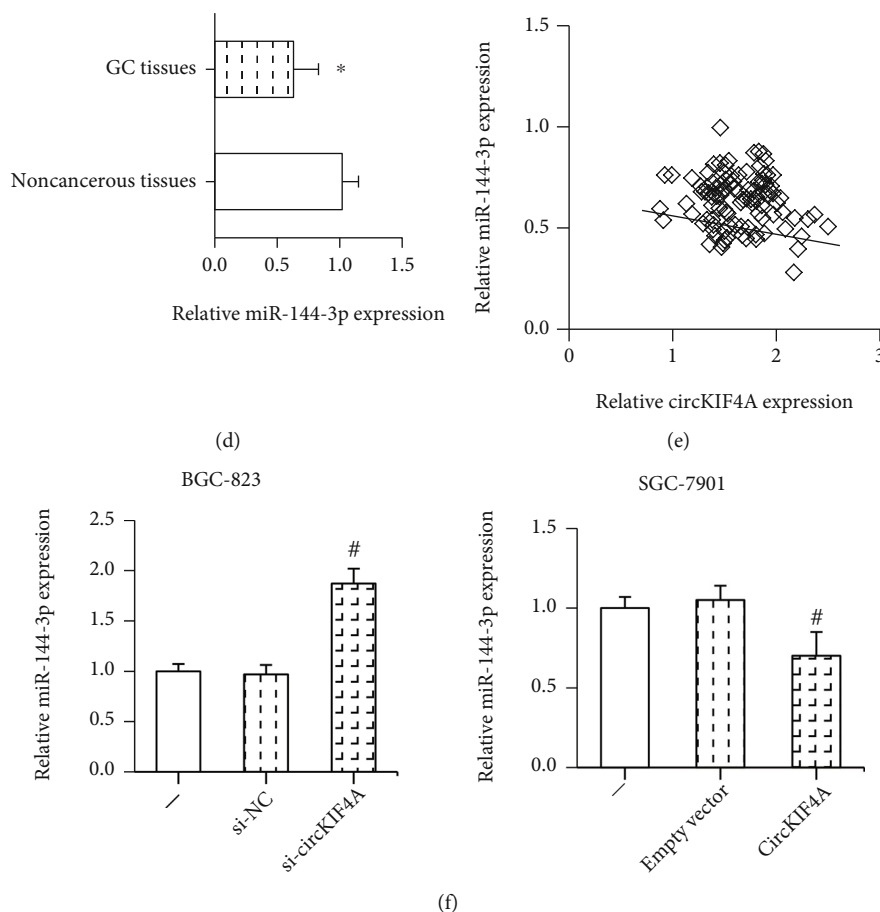 GC tissues
*
Noncancerous tissues
0.0 0.5 1.0 1.5
Relative miR-144-3p expression
(d)
Relative miR-144-3p expression
1.5
1.0
0.5
0.0
0 1 2 3
Relative circKIF4A expression
(e)
BGC-823
Relative miR-144-3p expression
2.5
2.0
1.5
1.0
0.5
0.0
#
—
si-NC
si-circKIF4A
SGC-7901
Relative miR-144-3p expression
1.5
1.0
0.5
0.0
#
—
Empty vector
CircKIF4A
(f)